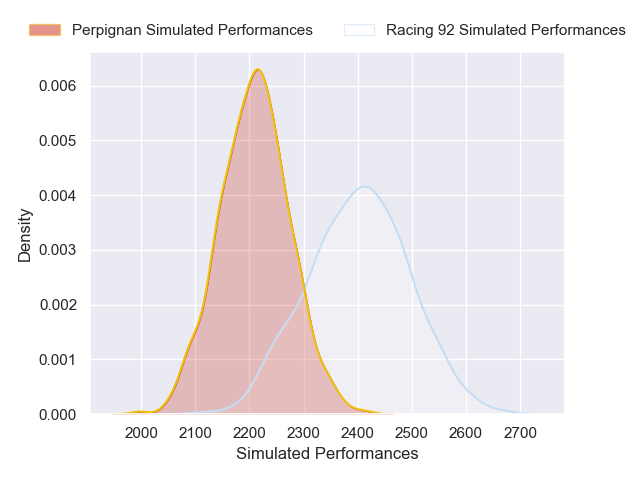 Perpignan Simulated Performances Racing 92 Simulated Performances
0.006
0.005
0.004
0.003
0.002
0.001
0.000
Density
2000 2100 2200 2300 2400 2500 2600 2700
Simulated Performances